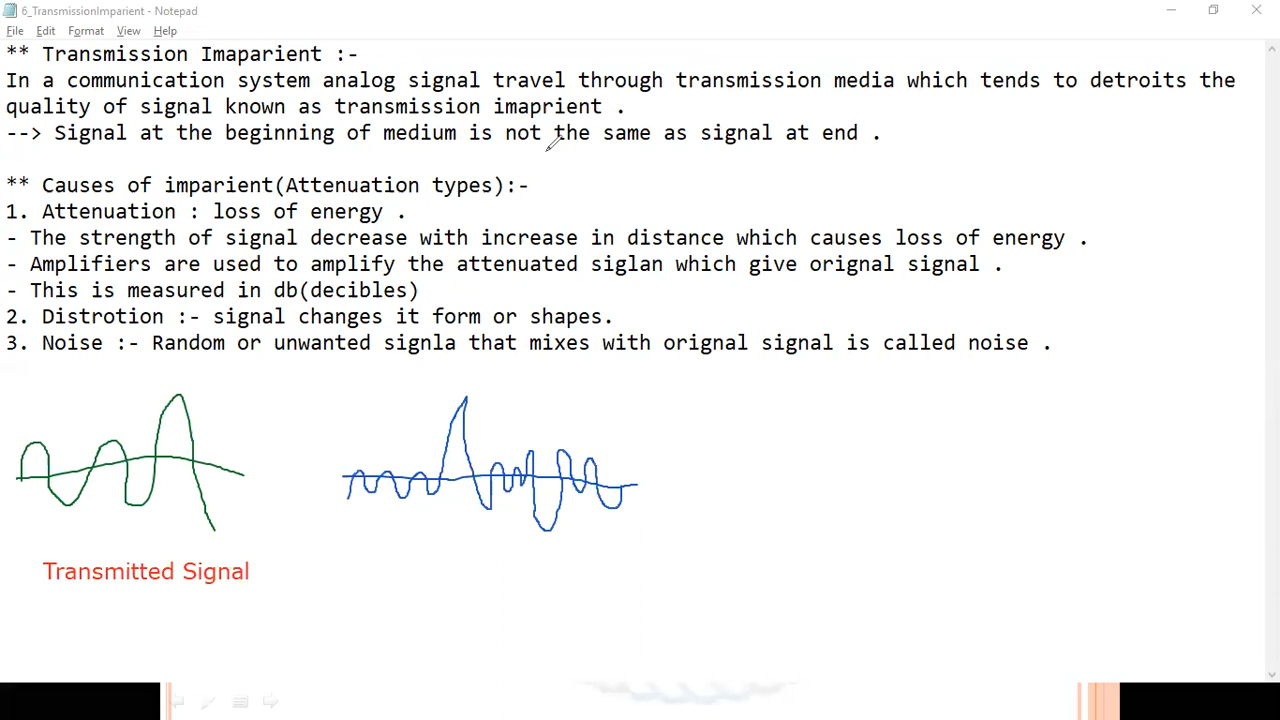 6_TransmissionImparient - Notepad
File Edit Format View Help
** Transmission Imaparient :-
In a communication system analog signal travel through transmission media which tends to detroits the
quality of signal known as transmission imaprient .
--> Signal at the beginning of medium is not the same as signal at end .
** Causes of imparient(Attenuation types):-
1. Attenuation : loss of energy .
- The strength of signal decrease with increase in distance which causes loss of energy .
- Amplifiers are used to amplify the attenuated siglan which give orignal signal .
- This is measured in db(decibles)
2. Distrotion :- signal changes it form or shapes.
3. Noise :- Random or unwanted signla that mixes with orignal signal is called noise .
Transmitted Signal